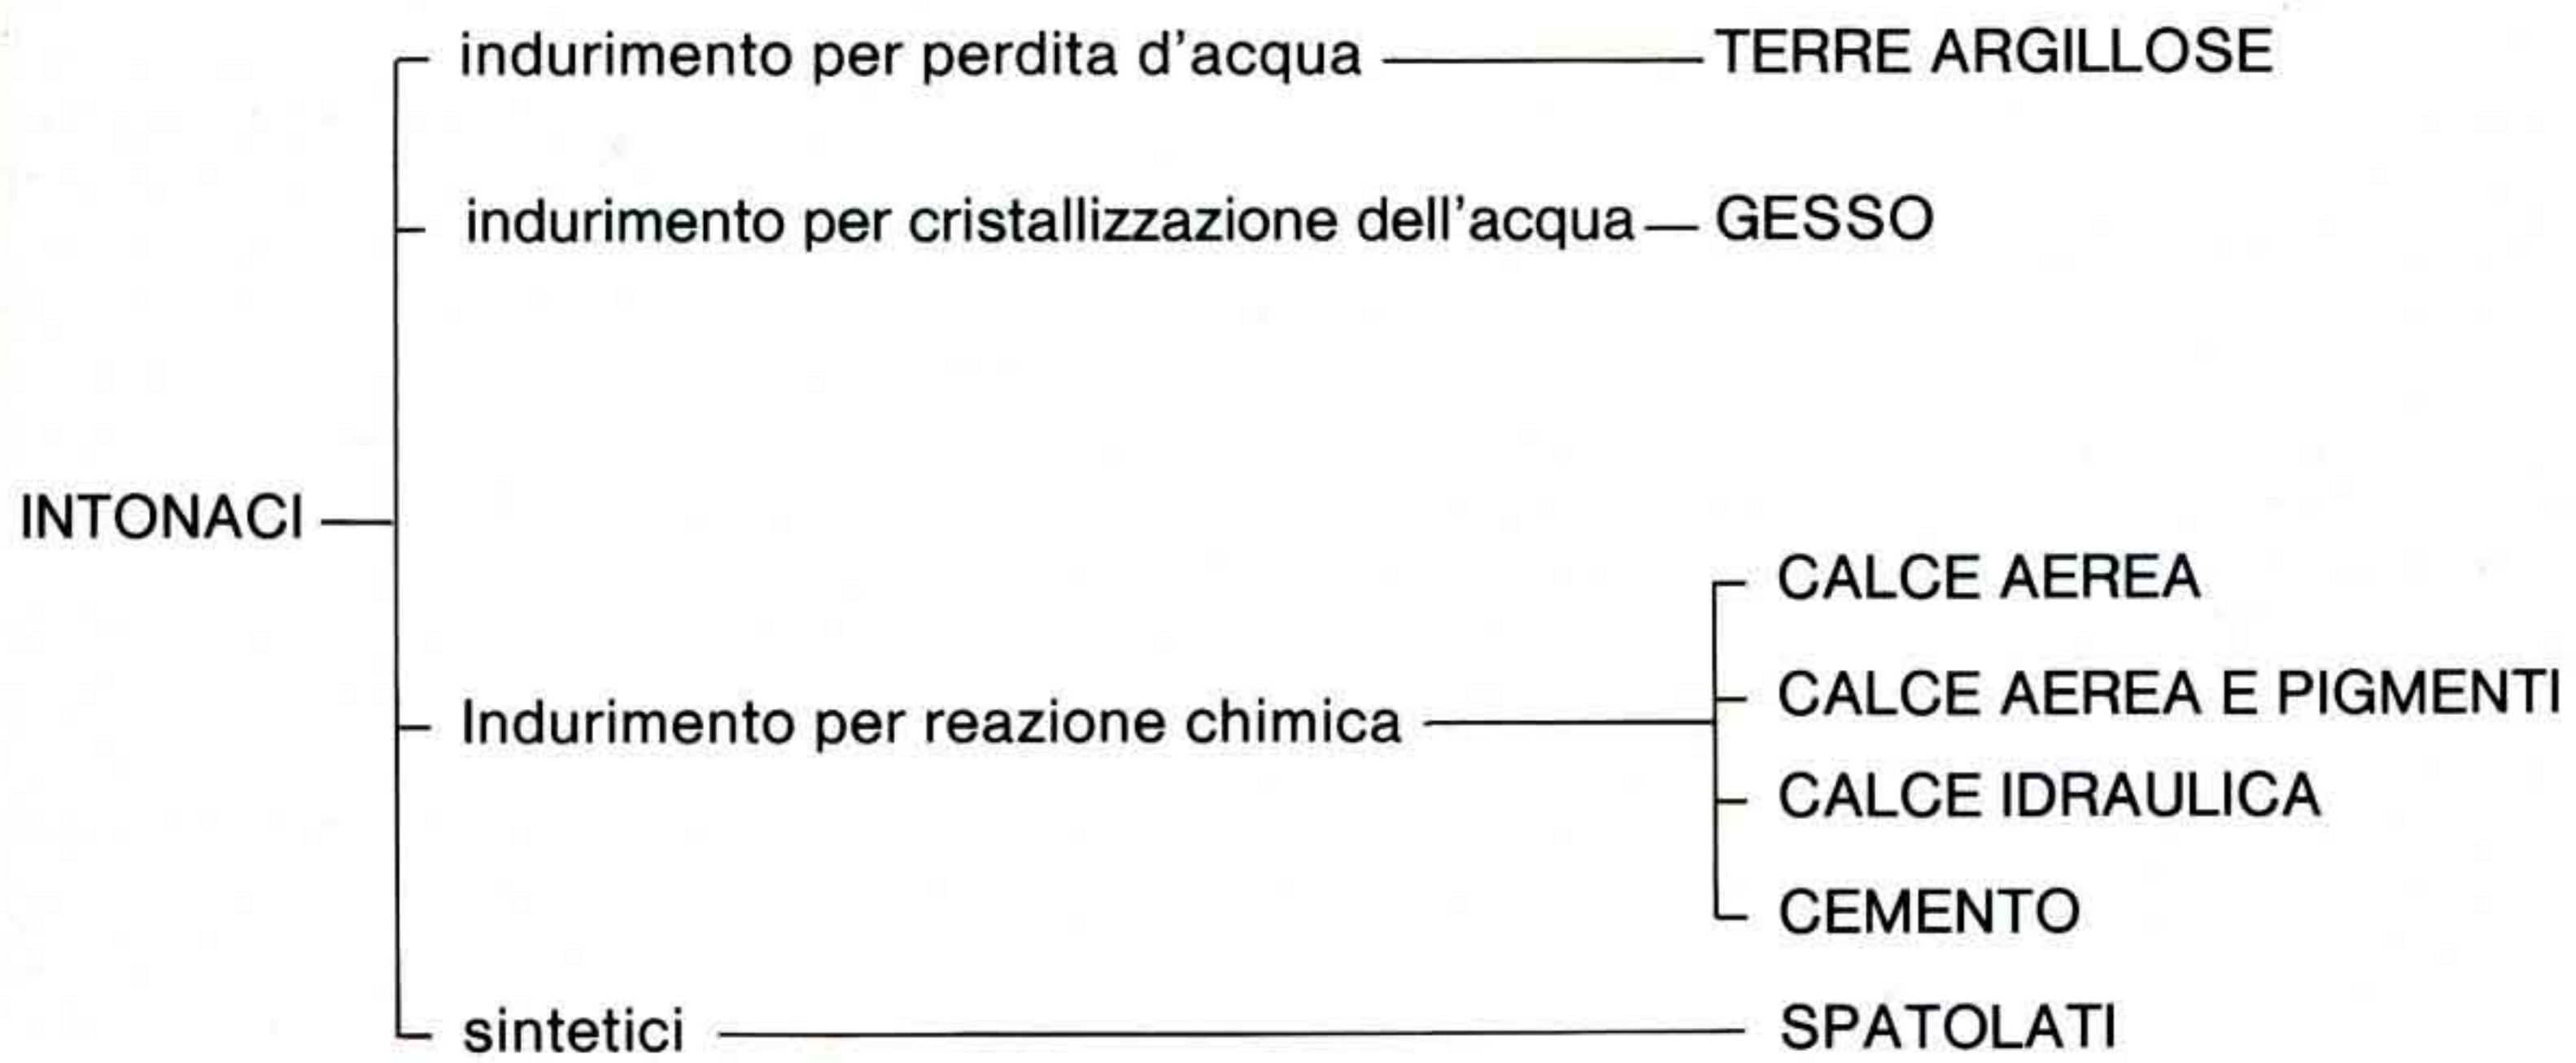 indurimento per perdita d'acqua TERRE ARGILLOSE
indurimento per cristallizzazione dell'acqua GESSO
INTONACI
CALCE AEREA
CALCE AEREA E PIGMENTI
Indurimento per reazione chimica
CALCE IDRAULICA
CEMENTO
sintetici SPATOLATI